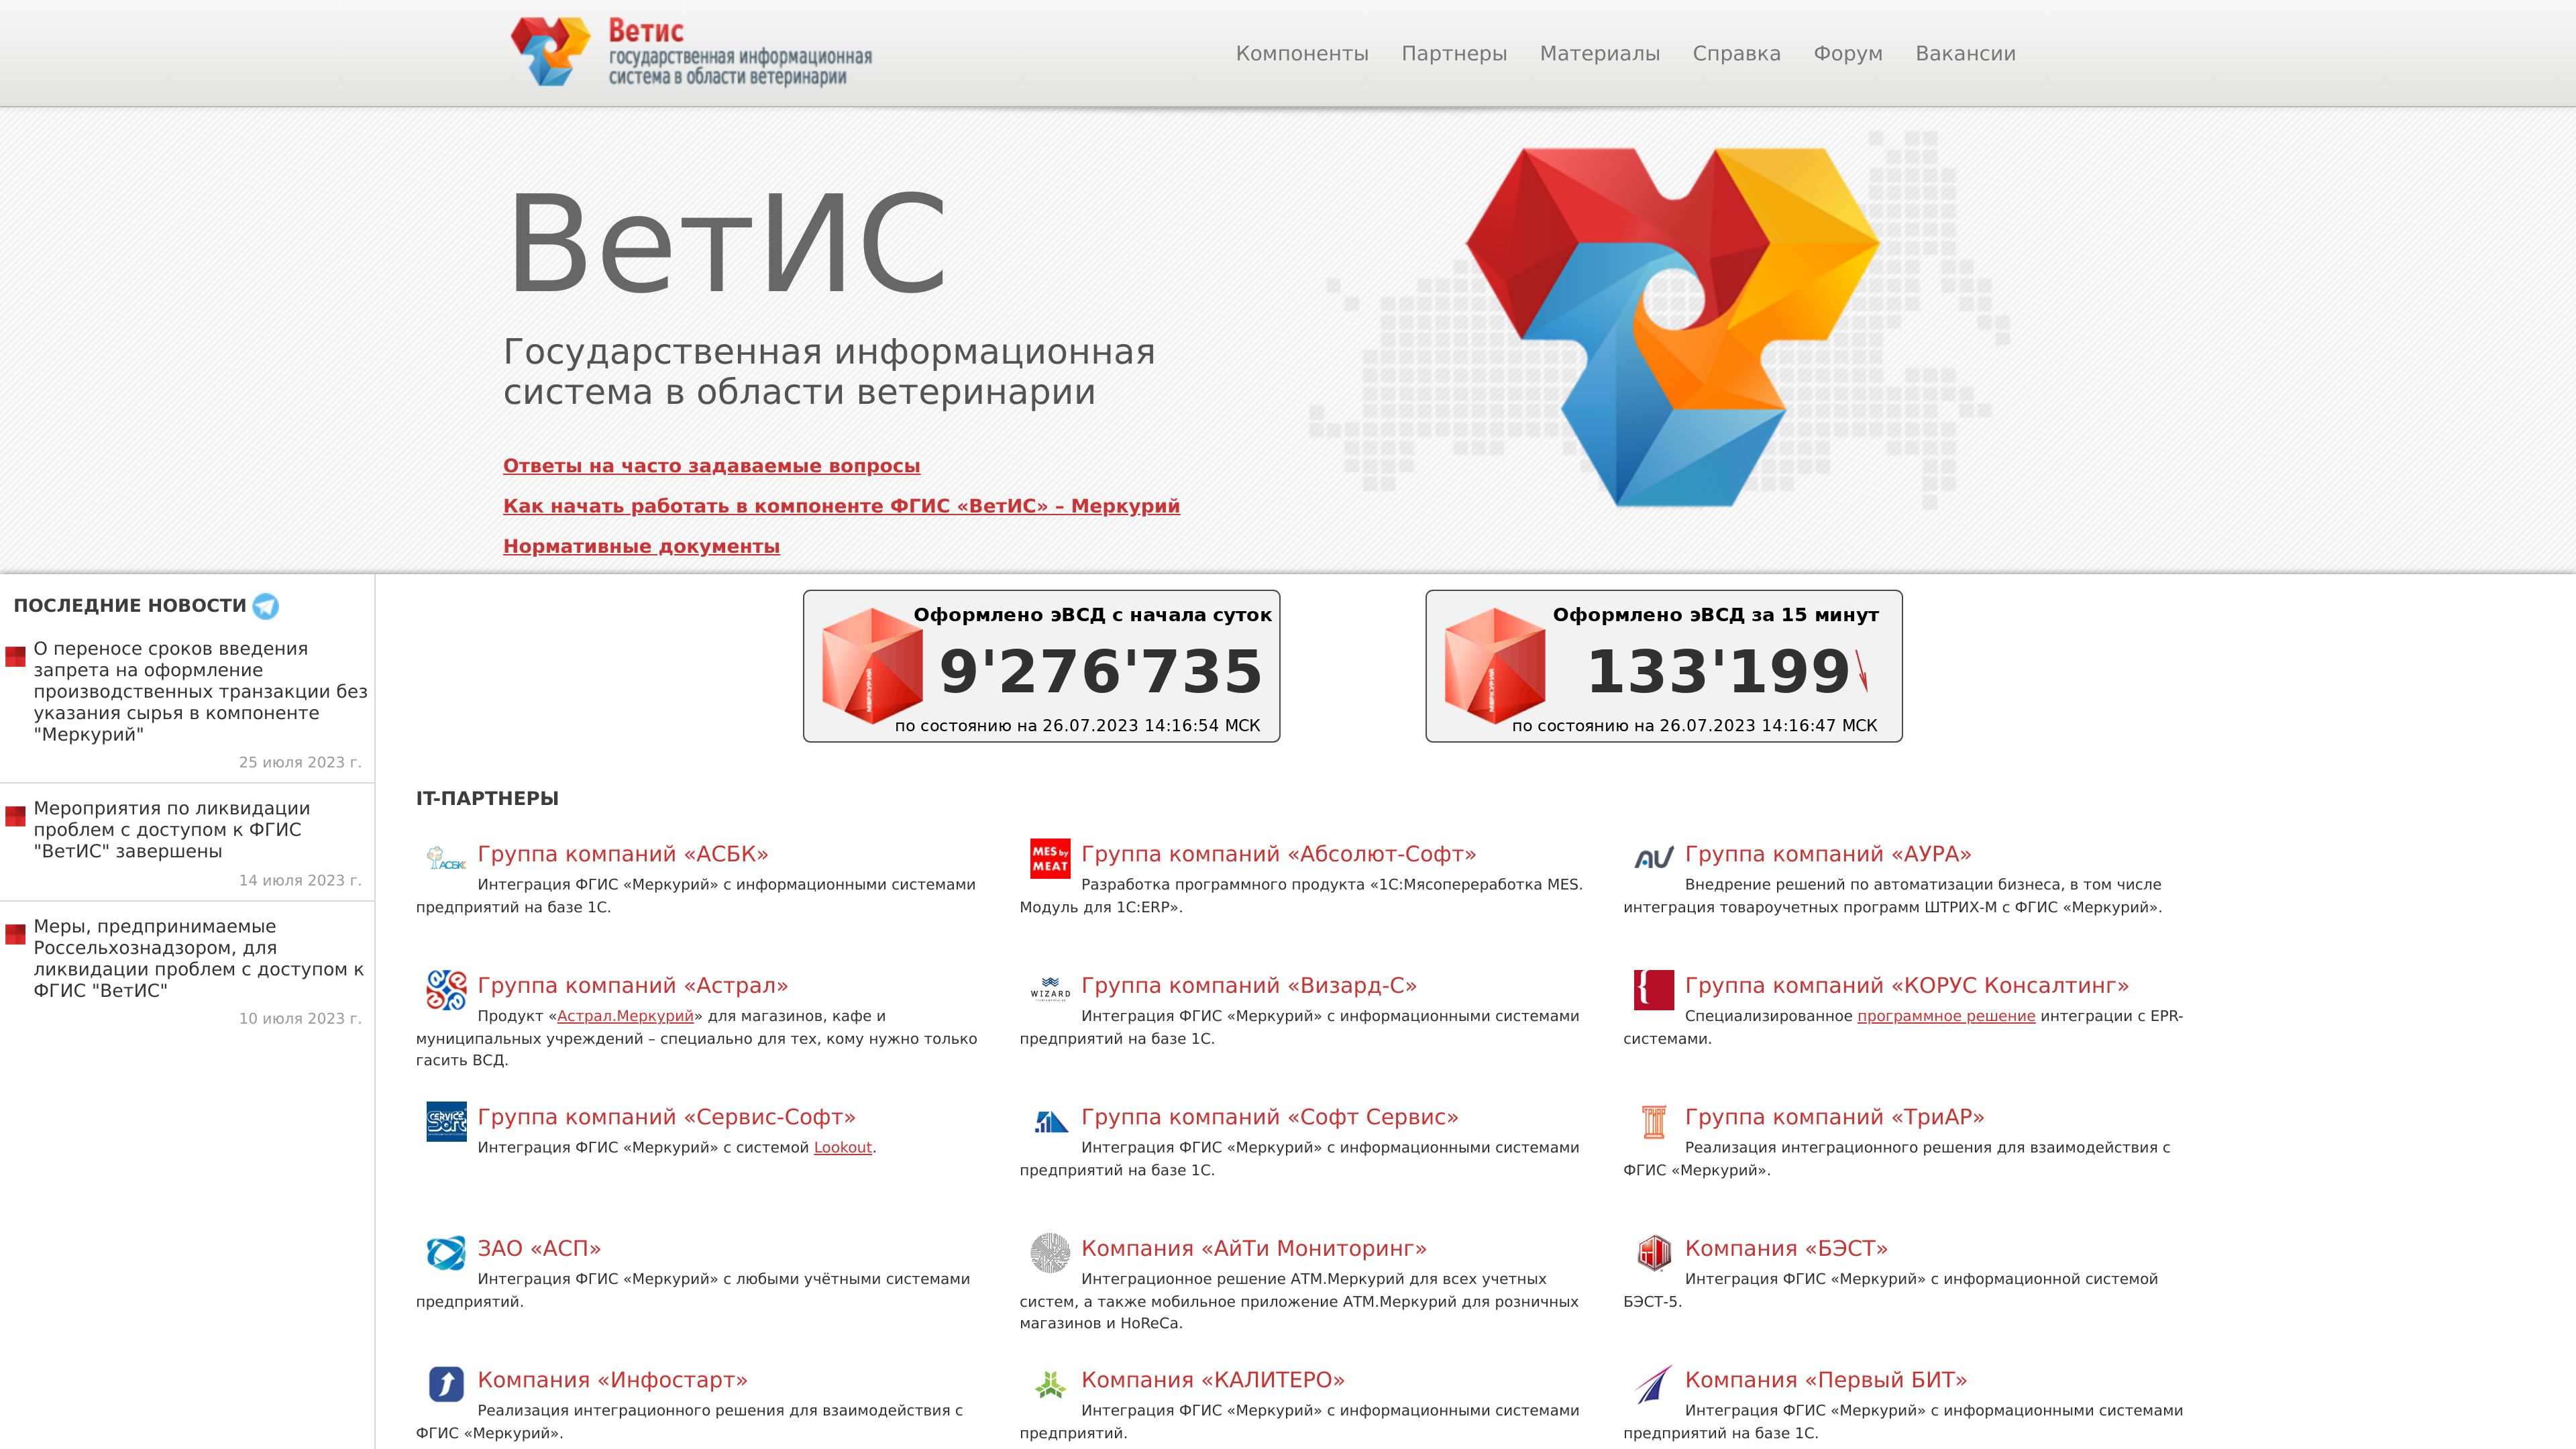 Ветис
государственная информационная
система в области ветеринарии
Компоненты Партнеры Материалы Справка Форум Вакансии
ВетИС
Государственная информационная
система в области ветеринарии
Ответы на часто задаваемые вопросы
Как начать работать в компоненте ФГИС «ВетИС» – Меркурий
Нормативные документы
ПОСЛЕДНИЕ НОВОСТИ
О переносе сроков введения
запрета на оформление
производственных транзакции без
указания сырья в компоненте
"Меркурий"
25 июля 2023 г.
Мероприятия по ликвидации
проблем с доступом к ФГИС
"ВетИС" завершены
14 июля 2023 г.
Меры, предпринимаемые
Россельхознадзором, для
ликвидации проблем с доступом к
ФГИС "ВетИС"
10 июля 2023 г.
Оформлено эВСД с начала суток
МЕРКУРИЙ
9'276'735
по состоянию на 26.07.2023 14:16:54 МСК
Оформлено эВСД за 15 минут
МЕРКУРИЙ
133'199
по состоянию на 26.07.2023 14:16:47 МСК
IT-ПАРТНЕРЫ
АСБК
Группа компаний «АСБК»
Интеграция ФГИС «Меркурий» с информационными системами
предприятий на базе 1С.
MES by
MEAT
Группа компаний «Абсолют-Софт»
Разработка программного продукта «1С:Мясопереработка MES.
Модуль для 1С:ERP».
Группа компаний «АУРА»
Внедрение решений по автоматизации бизнеса, в том числе
интеграция товароучетных программ ШТРИХ-М с ФГИС «Меркурий».
Группа компаний «Астрал»
Продукт «Астрал.Меркурий» для магазинов, кафе и
муниципальных учреждений – специально для тех, кому нужно только
гасить ВСД.
WIZARD
Группа компаний «Визард-С»
Интеграция ФГИС «Меркурий» с информационными системами
предприятий на базе 1С.
Группа компаний «КОРУС Консалтинг»
Специализированное программное решение интеграции с EPR-
системами.
SERVICE
Soft
Группа компаний «Сервис-Софт»
Интеграция ФГИС «Меркурий» с системой Lookout.
Группа компаний «Софт Сервис»
Интеграция ФГИС «Меркурий» с информационными системами
предприятий на базе 1С.
Группа компаний «ТриАР»
Реализация интеграционного решения для взаимодействия с
ФГИС «Меркурий».
ЗАО «АСП»
Интеграция ФГИС «Меркурий» с любыми учётными системами
предприятий.
Компания «АйТи Мониторинг»
Интеграционное решение АТМ.Меркурий для всех учетных
систем, а также мобильное приложение АТМ.Меркурий для розничных
магазинов и HoReCa.
Компания «БЭСТ»
Интеграция ФГИС «Меркурий» с информационной системой
БЭСТ-5.
Компания «Инфостарт»
Реализация интеграционного решения для взаимодействия с
ФГИС «Меркурий».
Компания «КАЛИТЕРО»
Интеграция ФГИС «Меркурий» с информационными системами
предприятий.
Компания «Первый БИТ»
Интеграция ФГИС «Меркурий» с информационными системами
предприятий на базе 1С.